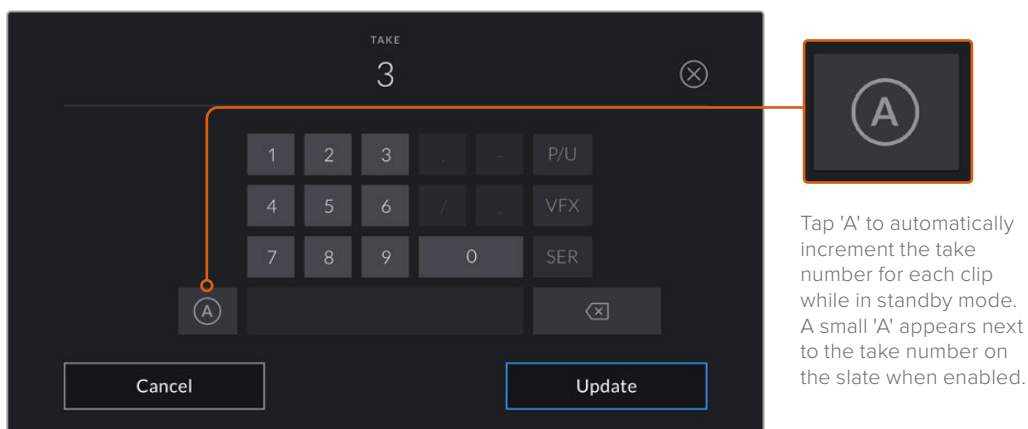 TAKE
3
1 2 3 . - P/U
4 5 6 / , VFX
7 8 9 0 SER
A
Cancel Update
A
Tap 'A' to automatically
increment the take
number for each clip
while in standby mode.
A small 'A' appears next
to the take number on
the slate when enabled.